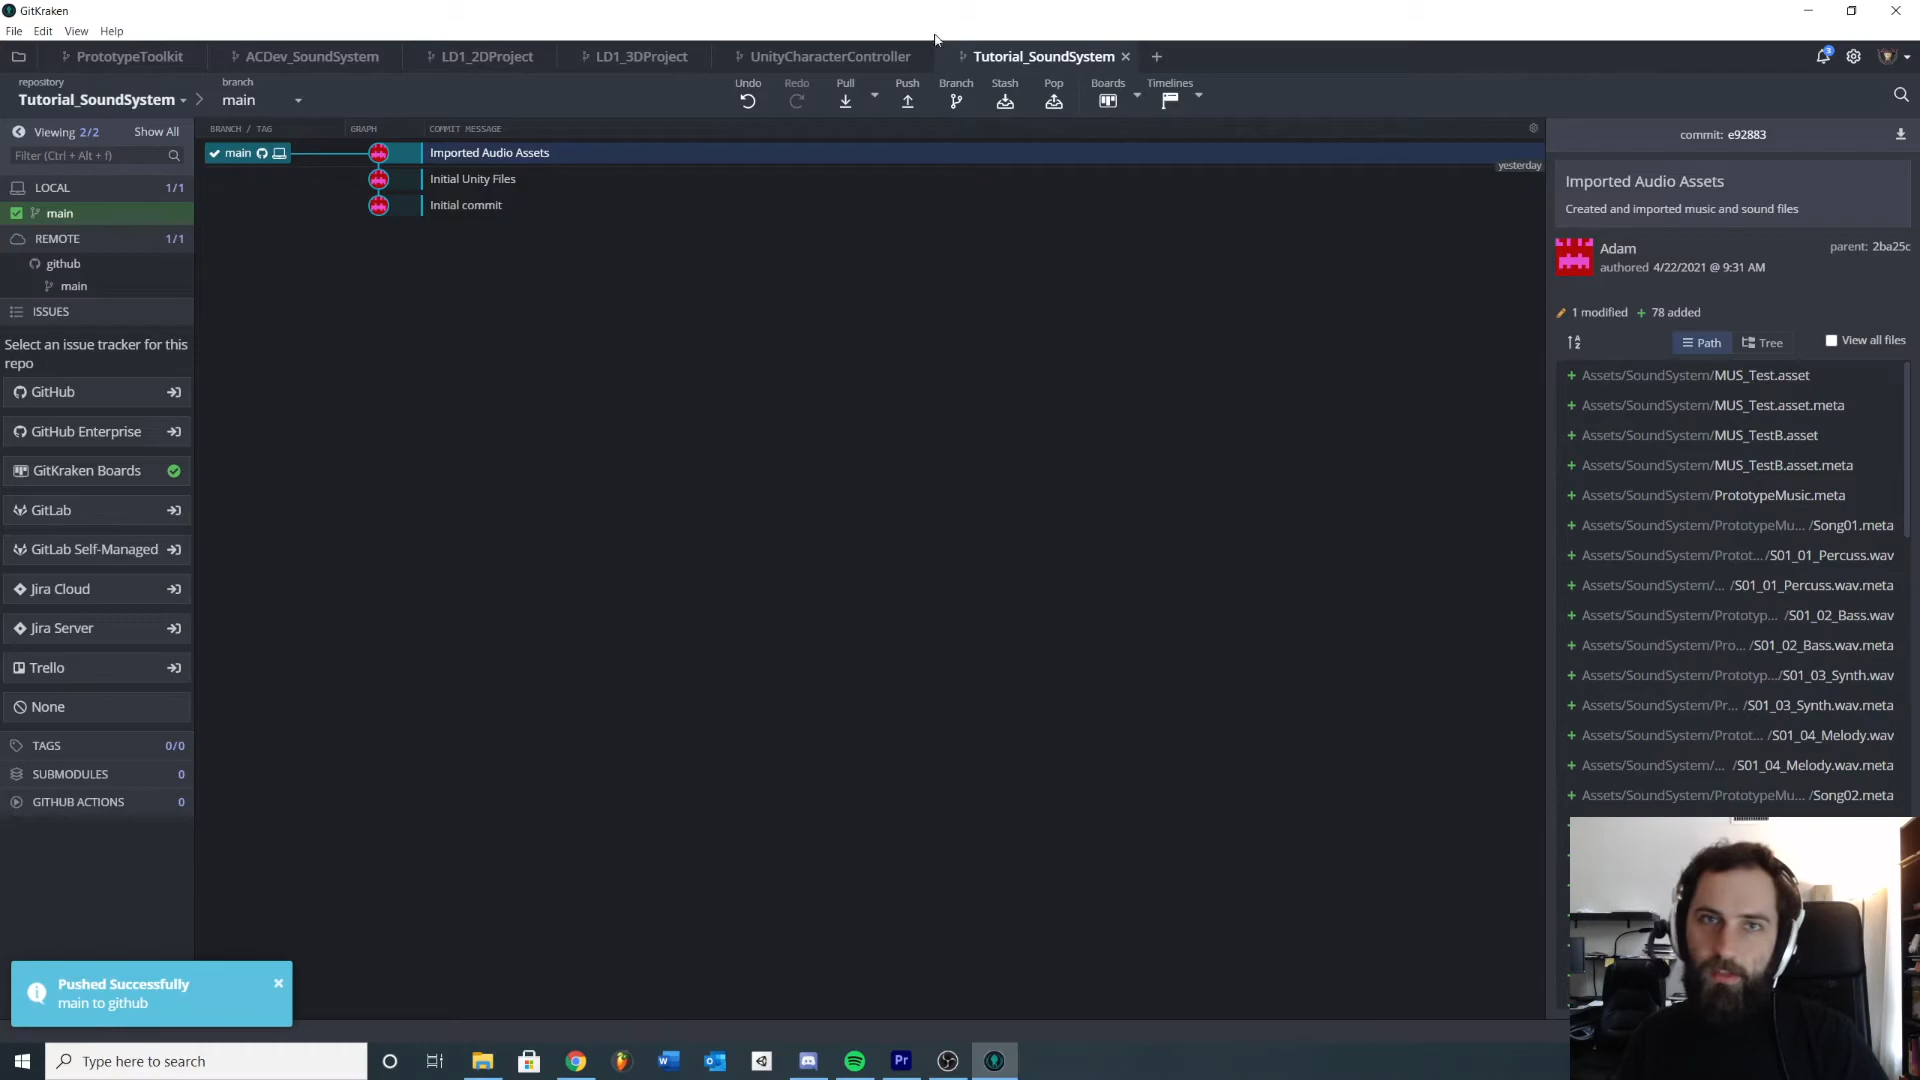 GitKraken
File Edit View Help
PrototypeToolkit ACDev_SoundSystem LD1_2DProject LD1_3DProject UnityCharacterController Tutorial_SoundSystem
repository branch
Tutorial_SoundSystem main
Undo Redo Pull Push Branch Stash Pop Boards Timelines
3
Viewing 2/2 Show All
Filter (Ctrl + Alt + f)
LOCAL 1/1
main
REMOTE 1/1
github
main
ISSUES
Select an issue tracker for this
repo
GitHub
GitHub Enterprise
GitKraken Boards
GitLab
GitLab Self-Managed
Jira Cloud
Jira Server
Trello
None
TAGS 0/0
SUBMODULES 0
GITHUB ACTIONS 0
BRANCH / TAG GRAPH COMMIT MESSAGE
main Imported Audio Assets
yesterday
Initial Unity Files
Initial commit
commit: e92883
Imported Audio Assets
Created and imported music and sound files
Adam parent: 2ba25c
authored 4/22/2021 @ 9:31 AM
1 modified + 78 added
Path Tree View all files
+ Assets/SoundSystem/MUS_Test.asset
+ Assets/SoundSystem/MUS_Test.asset.meta
+ Assets/SoundSystem/MUS_TestB.asset
+ Assets/SoundSystem/MUS_TestB.asset.meta
+ Assets/SoundSystem/PrototypeMusic.meta
+ Assets/SoundSystem/PrototypeMu... /Song01.meta
+ Assets/SoundSystem/Protot... /S01_01_Percuss.wav
+ Assets/SoundSystem/... /S01_01_Percuss.wav.meta
+ Assets/SoundSystem/Prototyp... /S01_02_Bass.wav
+ Assets/SoundSystem/Pro... /S01_02_Bass.wav.meta
+ Assets/SoundSystem/Prototyp.../S01_03_Synth.wav
+ Assets/SoundSystem/Pr... /S01_03_Synth.wav.meta
+ Assets/SoundSystem/Protot... /S01_04_Melody.wav
+ Assets/SoundSystem/... /S01_04_Melody.wav.meta
+ Assets/SoundSystem/PrototypeMu... /Song02.meta
Pushed Successfully
main to github
Type here to search
W
Pr